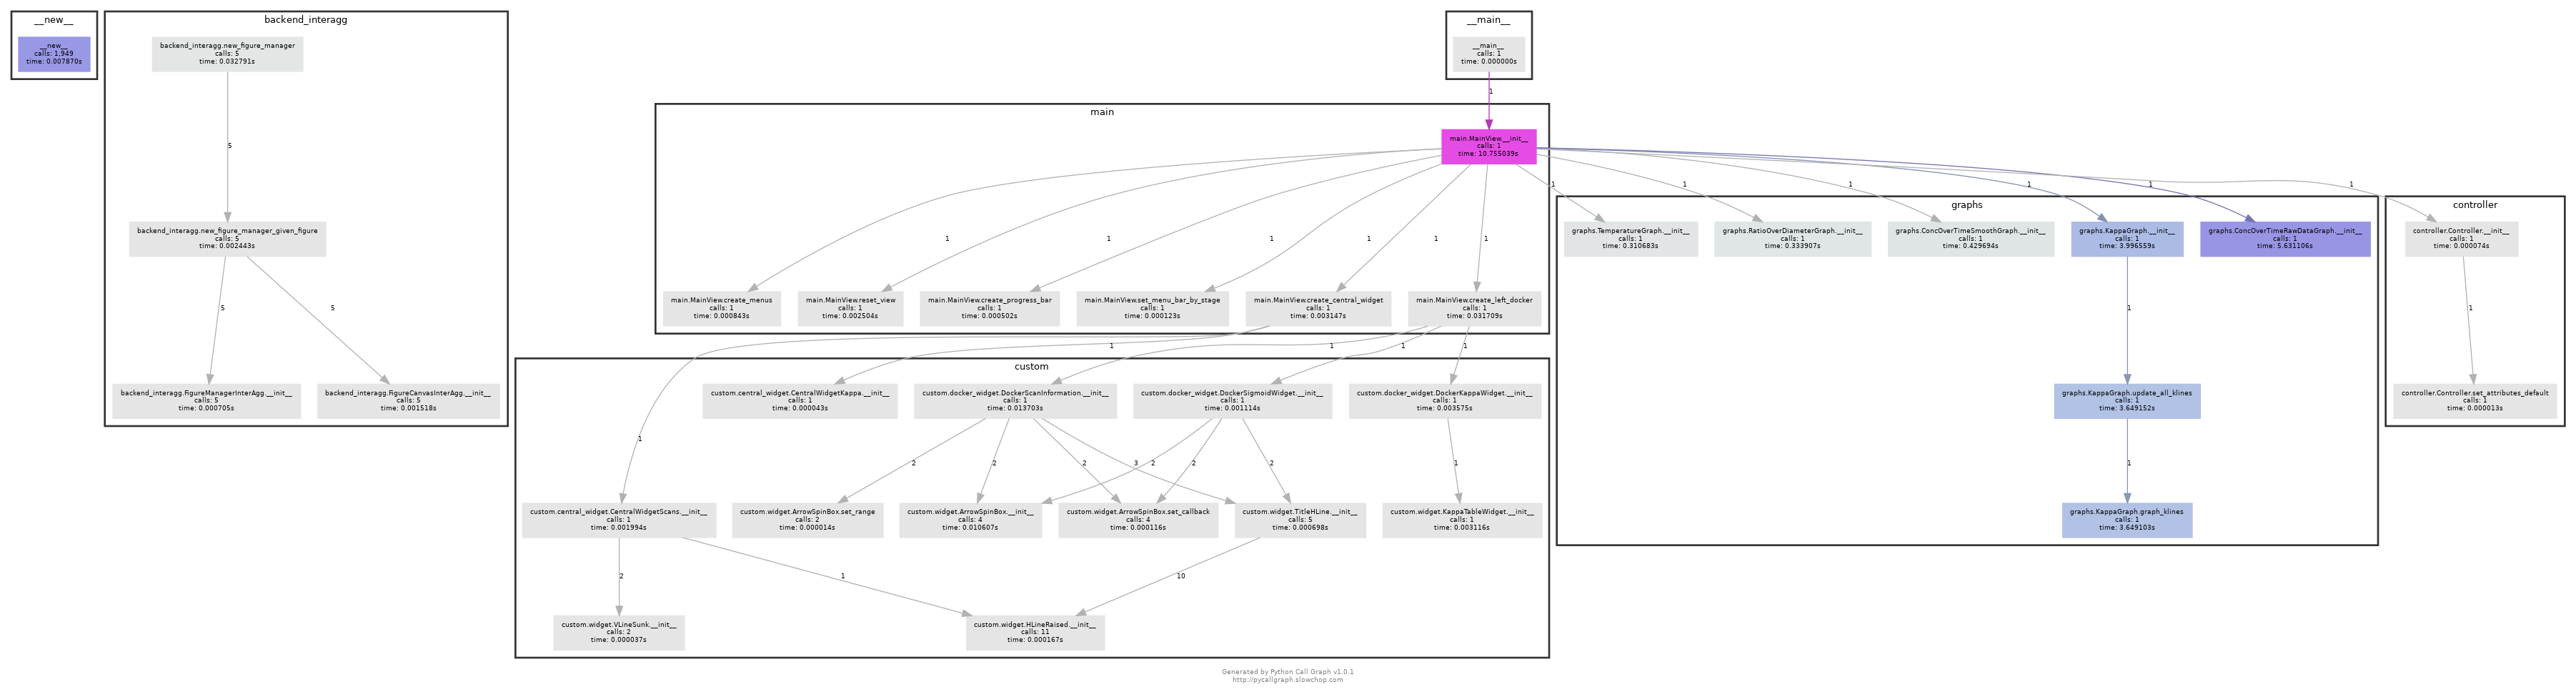 __new__
__new__
calls: 1,949
time: 0.007870s
backend_interagg
backend_interagg.new_figure_manager
calls: 5
time: 0.032791s
5
backend_interagg.new_figure_manager_given_figure
calls: 5
time: 0.002443s
5
5
backend_interagg.FigureManagerInterAgg.__init__
calls: 5
time: 0.000705s
backend_interagg.FigureCanvasInterAgg.__init__
calls: 5
time: 0.001518s
__main__
__main__
calls: 1
time: 0.000000s
1
main
main.MainView.__init__
calls: 1
time: 10.755039s
1
1
1
1
1
1
1
1
1
1
1
1
main.MainView.create_menus
calls: 1
time: 0.000843s
main.MainView.reset_view
calls: 1
time: 0.002504s
main.MainView.create_progress_bar
calls: 1
time: 0.000502s
main.MainView.set_menu_bar_by_stage
calls: 1
time: 0.000123s
main.MainView.create_central_widget
calls: 1
time: 0.003147s
main.MainView.create_left_docker
calls: 1
time: 0.031709s
1
1
1
1
1
custom
custom.central_widget.CentralWidgetKappa.__init__
calls: 1
time: 0.000043s
custom.docker_widget.DockerScanInformation.__init__
calls: 1
time: 0.013703s
custom.docker_widget.DockerSigmoidWidget.__init__
calls: 1
time: 0.001114s
custom.docker_widget.DockerKappaWidget.__init__
calls: 1
time: 0.003575s
2
2
2
3
2
2
2
1
custom.central_widget.CentralWidgetScans.__init__
calls: 1
time: 0.001994s
custom.widget.ArrowSpinBox.set_range
calls: 2
time: 0.000014s
custom.widget.ArrowSpinBox.__init__
calls: 4
time: 0.010607s
custom.widget.ArrowSpinBox.set_callback
calls: 4
time: 0.000116s
custom.widget.TitleHLine.__init__
calls: 5
time: 0.000698s
custom.widget.KappaTableWidget.__init__
calls: 1
time: 0.003116s
2
1
10
custom.widget.VLineSunk.__init__
calls: 2
time: 0.000037s
custom.widget.HLineRaised.__init__
calls: 11
time: 0.000167s
graphs
graphs.TemperatureGraph.__init__
calls: 1
time: 0.310683s
graphs.RatioOverDiameterGraph.__init__
calls: 1
time: 0.333907s
graphs.ConcOverTimeSmoothGraph.__init__
calls: 1
time: 0.429694s
graphs.KappaGraph.__init__
calls: 1
time: 3.996559s
graphs.ConcOverTimeRawDataGraph.__init__
calls: 1
time: 5.631106s
1
graphs.KappaGraph.update_all_klines
calls: 1
time: 3.649152s
1
graphs.KappaGraph.graph_klines
calls: 1
time: 3.649103s
controller
controller.Controller.__init__
calls: 1
time: 0.000074s
1
controller.Controller.set_attributes_default
calls: 1
time: 0.000013s
Generated by Python Call Graph v1.0.1
http://pycallgraph.slowchop.com